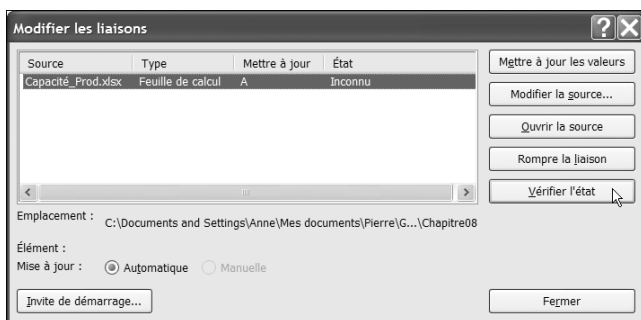 Modifier les liaisons
Source Type Mettre à jour État
Capacité_Prod.xlsx Feuille de calcul A Inconnu
Mettre à jour les valeurs
Modifier la source...
Ouvrir la source
Rompre la liaison
Vérifier l'état
Emplacement : C:\Documents and Settings\Anne\Mes documents\Pierre\G...\Chapitre08
Élément :
Mise à jour : Automatique Manuelle
Invite de démarrage... Fermer